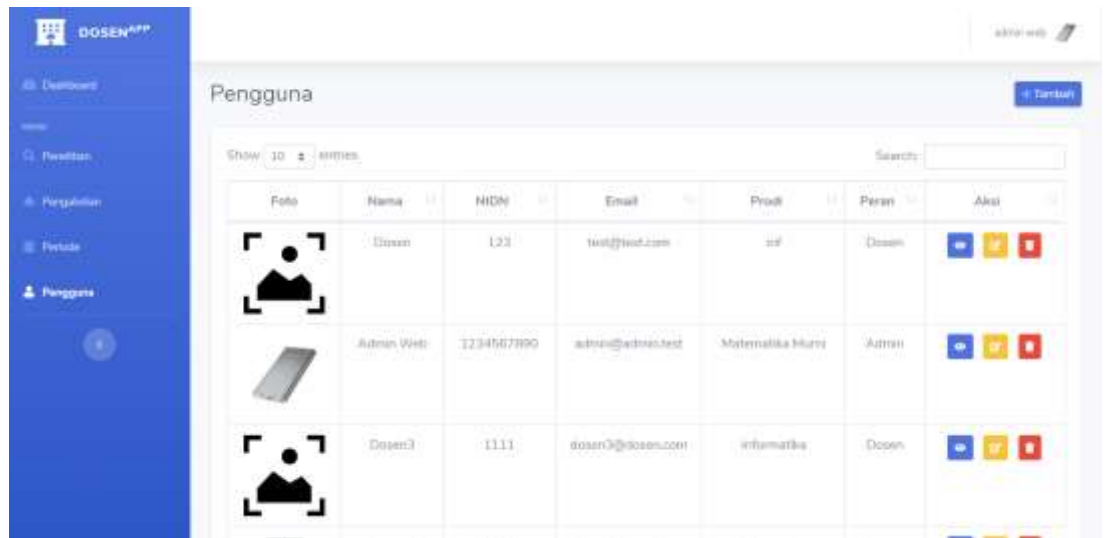 DOSENAPP
admin web
Dashboard
Pengguna
+ Tambah
MENU
Penelitian
Show 10 entries
Search:
Pengabdian
Foto Nama NIDN Email Prodi Peran Aksi
Periode
Dosen 123 test@test.com inf Dosen
Pengguna
Admin Web 1234567890 admin@admin.test Matematika Murni Admin
Dosen3 1111 dosen3@dosen.com informatika Dosen